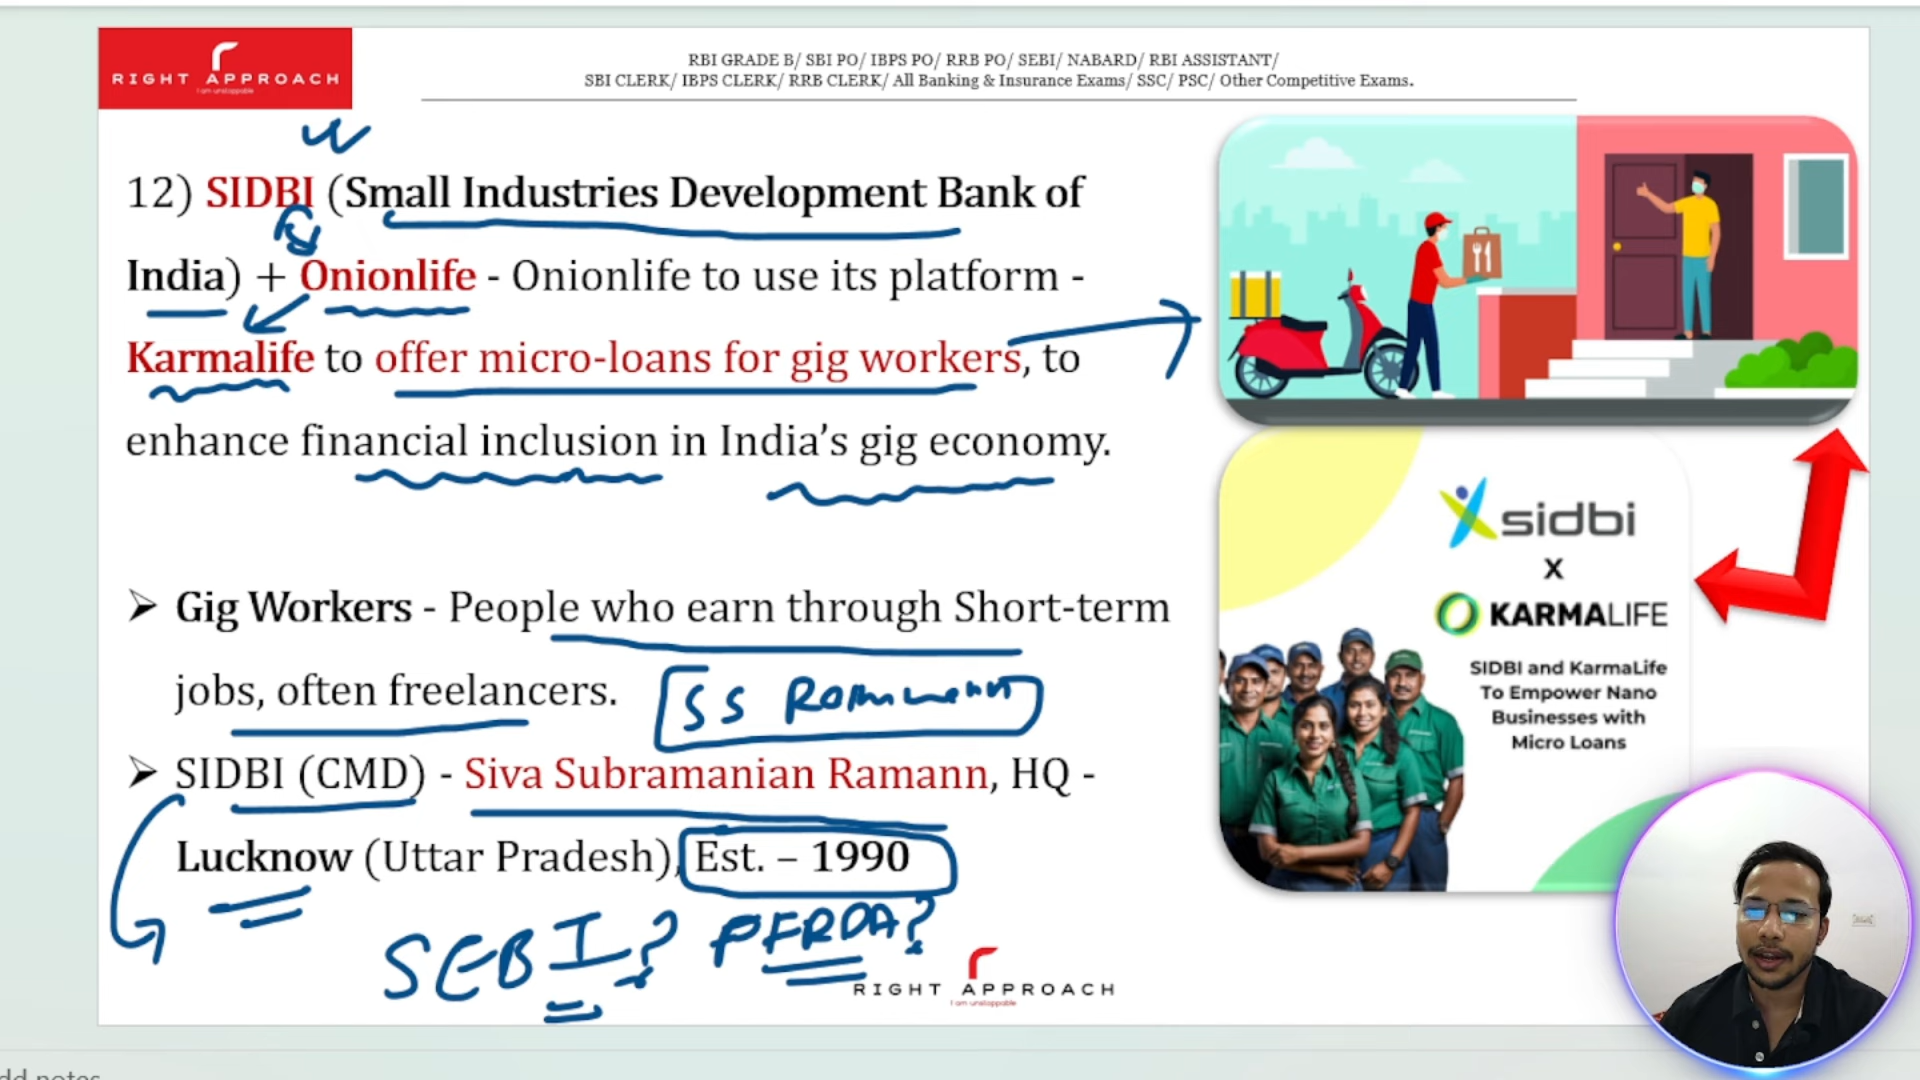 RIGHT APPROACH
I am unstoppable
RBI GRADE B/ SBI PO/ IBPS PO/ RRB PO/ SEBI/ NABARD/ RBI ASSISTANT/
SBI CLERK/ IBPS CLERK/ RRB CLERK/ All Banking & Insurance Exams/ SSC/ PSC/ Other Competitive Exams.
12) SIDBI (Small Industries Development Bank of
India) + Onionlife - Onionlife to use its platform -
Karmalife to offer micro-loans for gig workers, to
enhance financial inclusion in India's gig economy.
➤ Gig Workers - People who earn through Short-term
jobs, often freelancers.
SS
➤ SIDBI (CMD) - Siva Subramanian Ramann, HQ -
Lucknow (Uttar Pradesh), Est. – 1990
SEBI? PFRDA?
sidbi
X
KARMALIFE
SIDBI and KarmaLife
To Empower Nano
Businesses with
Micro Loans
RIGHT APPROACH
I am unstoppable